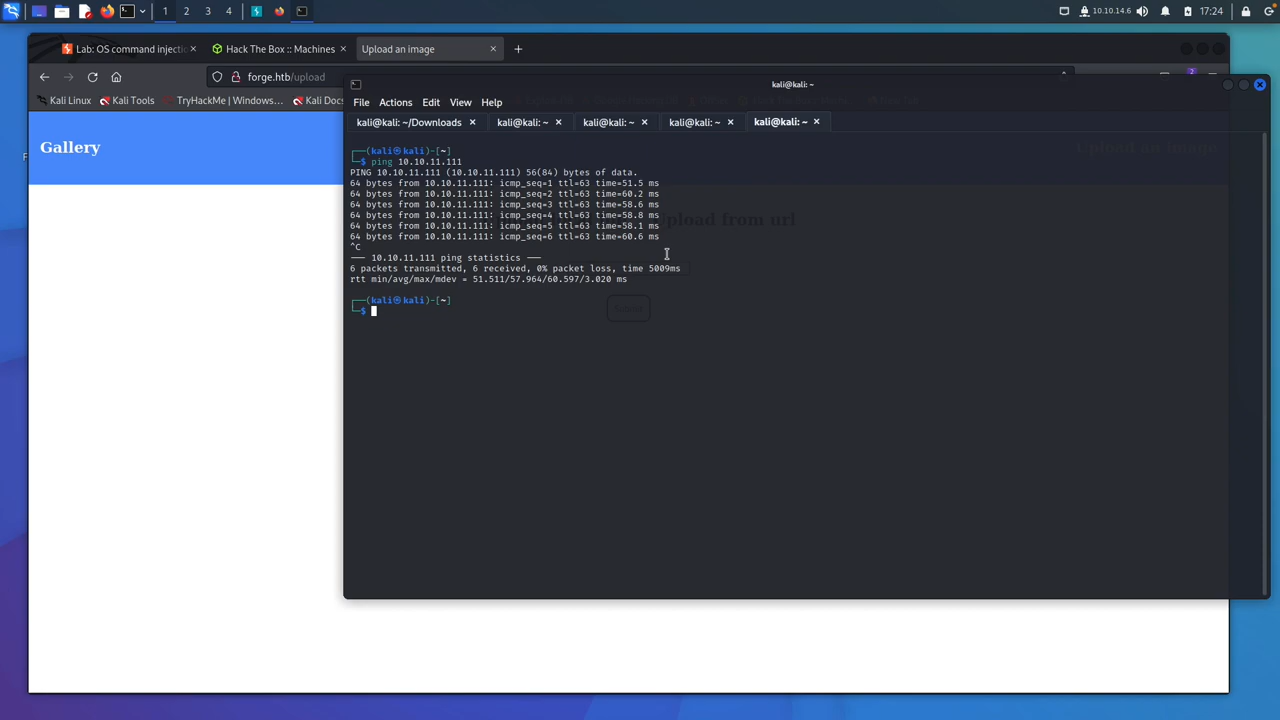 1 2 3 4
10.10.14.6 17:24
Lab: OS command injectic
Hack The Box :: Machines
Upload an image
forge.htb/upload
2
Kali Linux
Kali Tools
TryHackMe | Windows…
Kali Docs
kali@kali: ~
File Actions Edit View Help
kali@kali: ~/Downloads
kali@kali: ~
kali@kali: ~
kali@kali: ~
kali@kali: ~
Gallery
Upload an image
Upload from url
┌──(kali㉿kali)-[~]
└─$ ping 10.10.11.111
PING 10.10.11.111 (10.10.11.111) 56(84) bytes of data.
64 bytes from 10.10.11.111: icmp_seq=1 ttl=63 time=51.5 ms
64 bytes from 10.10.11.111: icmp_seq=2 ttl=63 time=60.2 ms
64 bytes from 10.10.11.111: icmp_seq=3 ttl=63 time=58.6 ms
64 bytes from 10.10.11.111: icmp_seq=4 ttl=63 time=58.8 ms
64 bytes from 10.10.11.111: icmp_seq=5 ttl=63 time=58.1 ms
64 bytes from 10.10.11.111: icmp_seq=6 ttl=63 time=60.6 ms
^C
--- 10.10.11.111 ping statistics ---
6 packets transmitted, 6 received, 0% packet loss, time 5009ms
rtt min/avg/max/mdev = 51.511/57.964/60.597/3.020 ms
┌──(kali㉿kali)-[~]
└─$